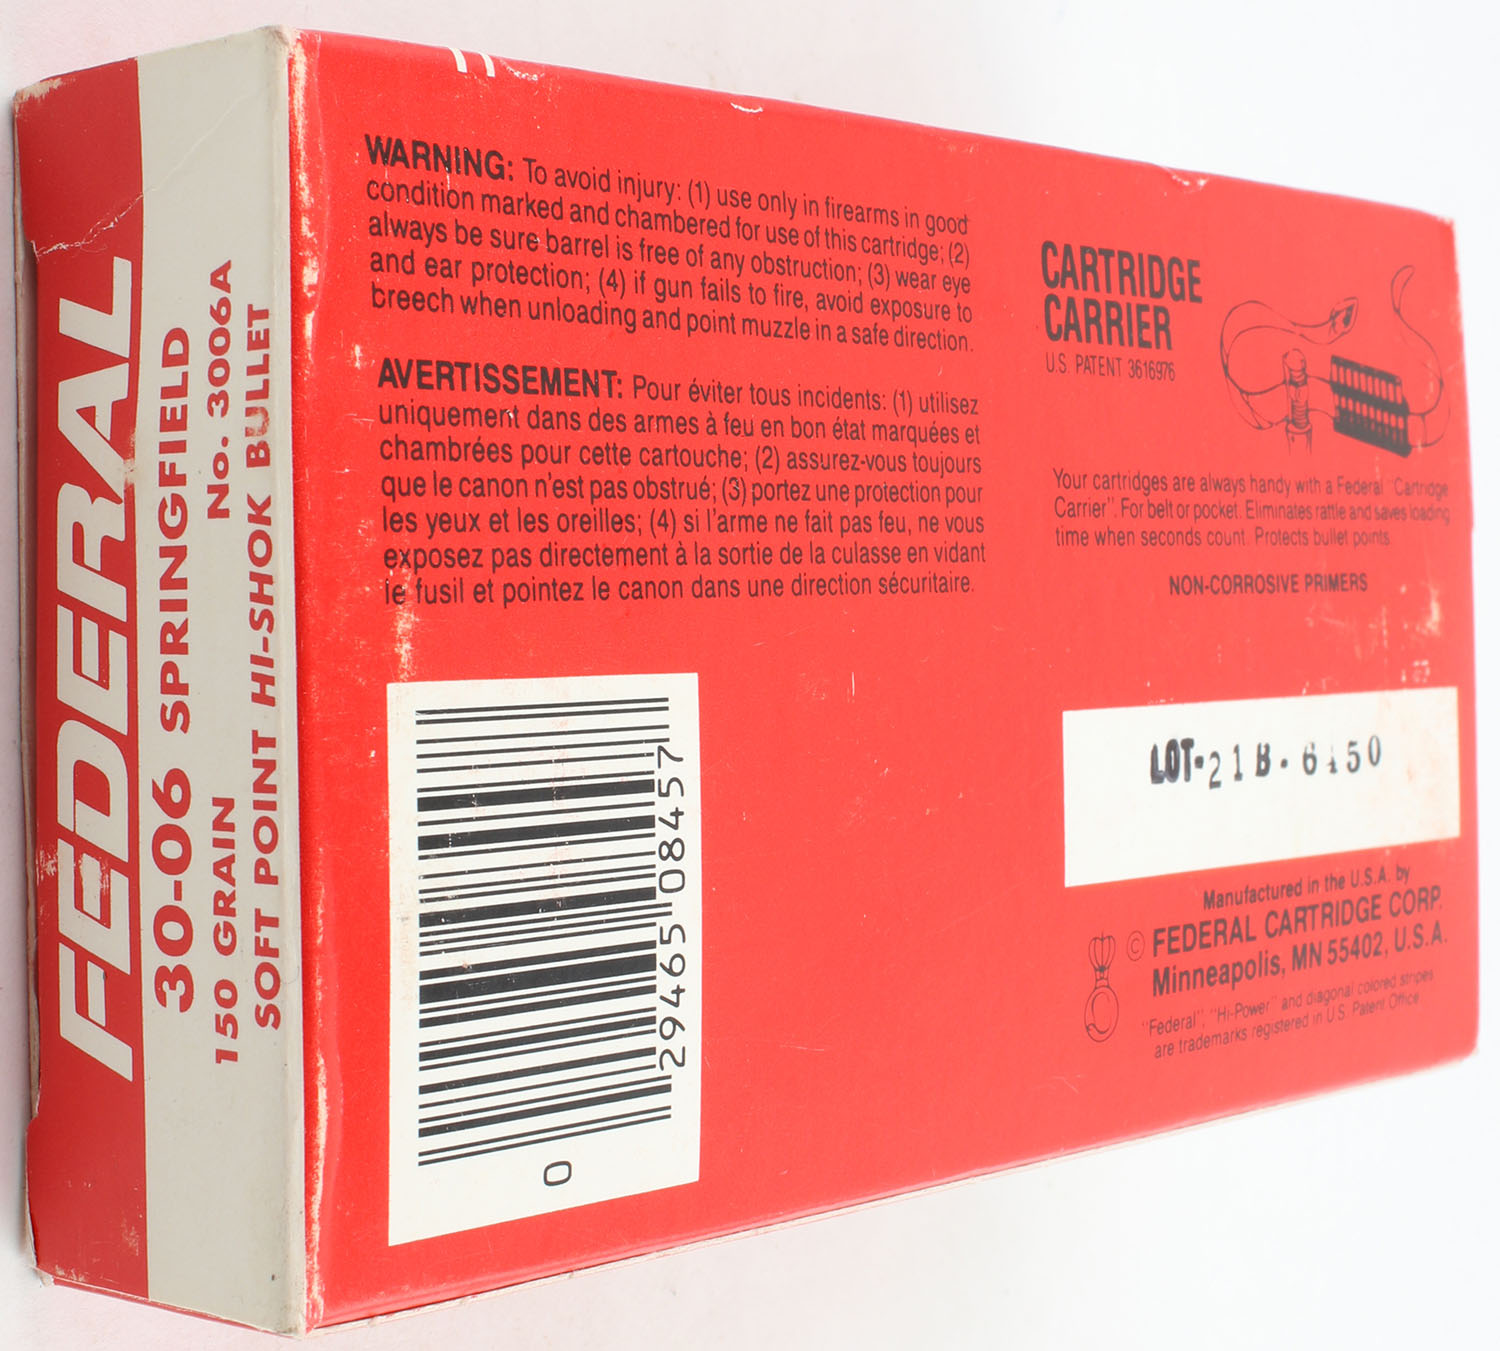 FEDERAL
30-06 SPRINGFIELD
150 GRAIN No. 3006A
SOFT POINT HI-SHOK BULLET
WARNING: To avoid injury: (1) use only in firearms in good
condition marked and chambered for use of this cartridge; (2)
always be sure barrel is free of any obstruction; (3) wear eye
and ear protection; (4) if gun fails to fire, avoid exposure to
breech when unloading and point muzzle in a safe direction.
AVERTISSEMENT: Pour éviter tous incidents: (1) utilisez
uniquement dans des armes à feu en bon état marquées et
chambrées pour cette cartouche; (2) assurez-vous toujours
que le canon n'est pas obstrué; (3) portez une protection pour
les yeux et les oreilles; (4) si l'arme ne fait pas feu, ne vous
exposez pas directement à la sortie de la culasse en vidant
le fusil et pointez le canon dans une direction sécuritaire.
0 29465 08457
CARTRIDGE
CARRIER
U.S. PATENT 3616976
Your cartridges are always handy with a Federal "Cartridge
Carrier". For belt or pocket. Eliminates rattle and saves loading
time when seconds count. Protects bullet points.
NON-CORROSIVE PRIMERS
LOT-21B-6150
Manufactured in the U.S.A. by
© FEDERAL CARTRIDGE CORP.
Minneapolis, MN 55402, U.S.A.
"Federal", "Hi-Power" and diagonal colored stripes
are trademarks registered in U.S. Patent Office